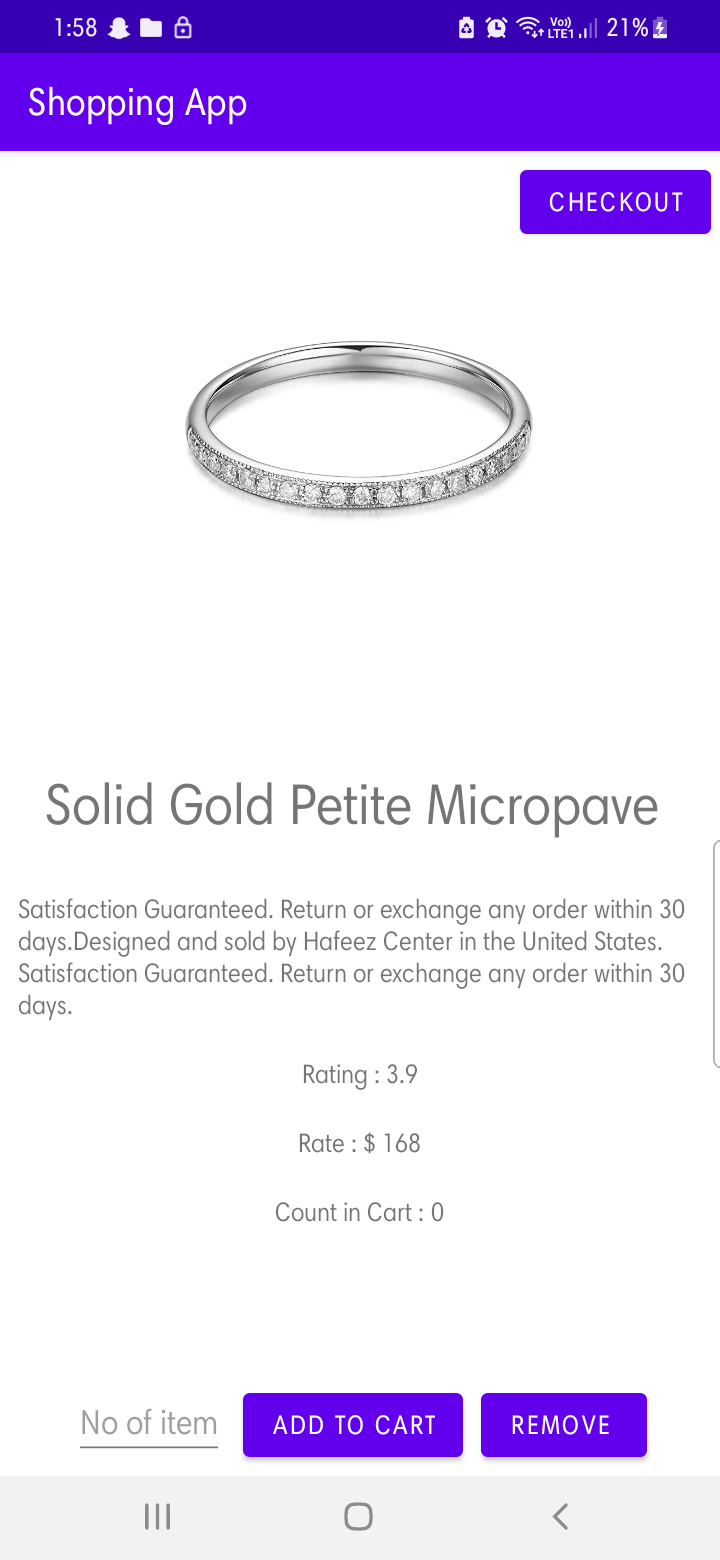 1:58
Vo))
LTE1
21%
Shopping App
CHECKOUT
Solid Gold Petite Micropave
Satisfaction Guaranteed. Return or exchange any order within 30
days.Designed and sold by Hafeez Center in the United States.
Satisfaction Guaranteed. Return or exchange any order within 30
days.
Rating : 3.9
Rate : $ 168
Count in Cart : 0
No of item
ADD TO CART
REMOVE